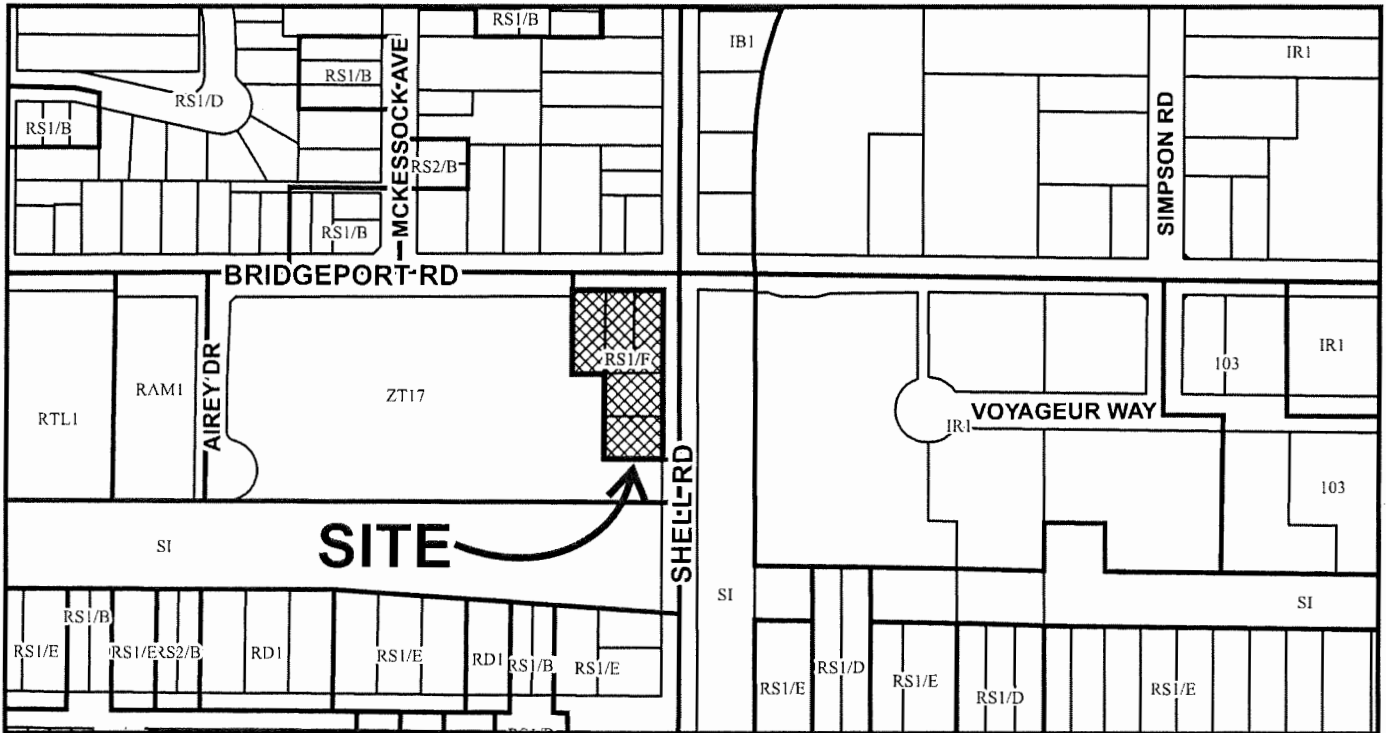 RS1/B
IB1
IR1
RS1/B
RS1/D
RS1/B
MCKESSOCK AVE
SIMPSON RD
RS2/B
RS1/B
BRIDGEPORT RD
AIREY DR
RS1/F
IR1
103
RAM1
ZT17
RTL1
VOYAGEUR WAY
IR1
SHELL RD
103
SITE
SI
SI
SI
RS1/B
RS1/E
RS1/E
RS2/B
RD1
RS1/E
RD1
RS1/B
RS1/E
RS1/E
RS1/D
RS1/E
RS1/D
RS1/E